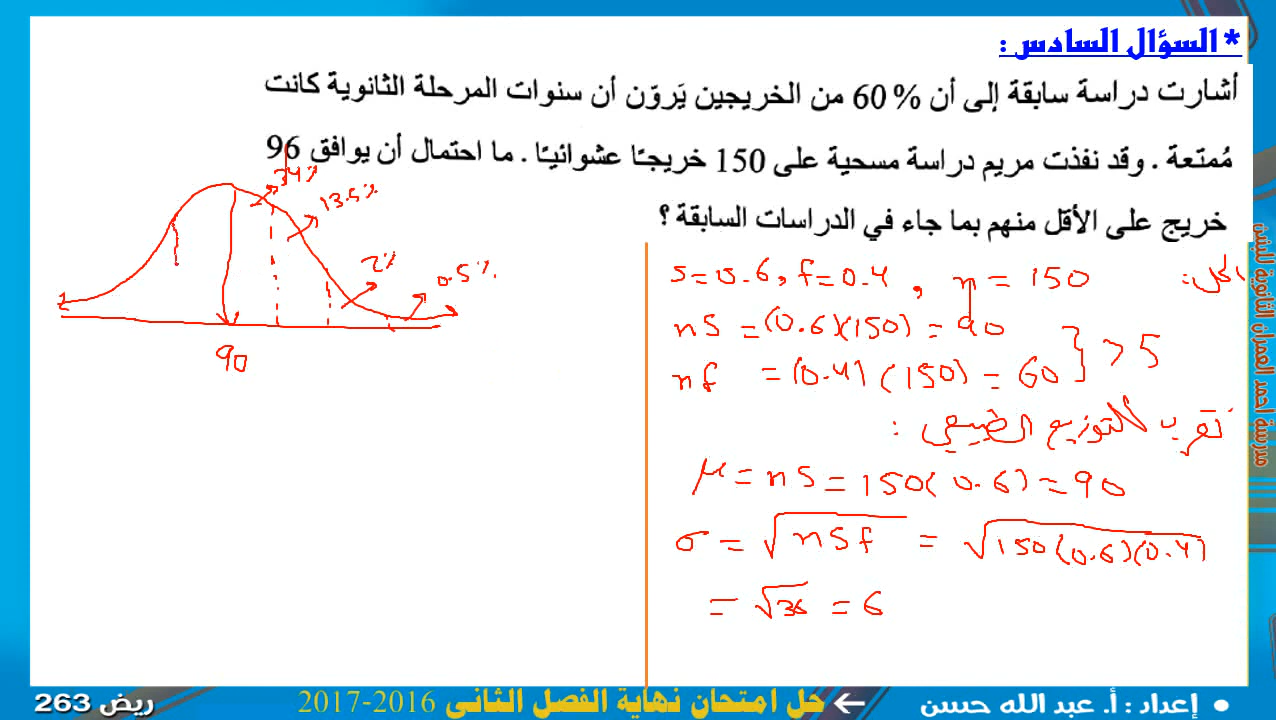 * السؤال السادس :
أشارت دراسة سابقة إلى أن % 60 من الخريجين يَروّن أن سنوات المرحلة الثانوية كانت
مُمتعة . وقد نفذت مريم دراسة مسحية على 150 خريجًا عشوائيًا . ما احتمال أن يوافق 96
خريج على الأقل منهم بما جاء في الدراسات السابقة ؟
34%
13.5%
2%
0.5%
90
الحل:
S=0.6, f=0.4 , n = 150
nS = (0.6)(150) = 90
nf = (0.4)(150) = 60 } > 5
نقرب للتوزيع الطبيعي :
μ = nS = 150(0.6) = 90
σ = √nSf = √150(0.6)(0.4)
= √36 = 6
مدرسة أحمد العمران الثانوية للبنين
• إعداد : أ. عبد الله حسن
← حل امتحان نهاية الفصل الثاني 2016-2017
ريض 263